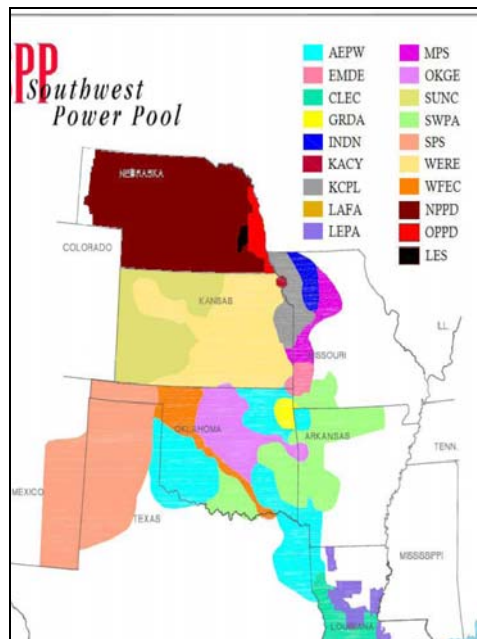 SPP
Southwest
Power Pool
AEPW
EMDE
CLEC
GRDA
INDN
KACY
KCPL
LAFA
LEPA
MPS
OKGE
SUNC
SWPA
SPS
WERE
WFEC
NPPD
OPPD
LES
NEBRASKA
COLORADO
KANSAS
MISSOURI
ILL.
OKLAHOMA
ARKANSAS
TENN.
MEXICO
TEXAS
MISSISSIPPI
LOUISIANA